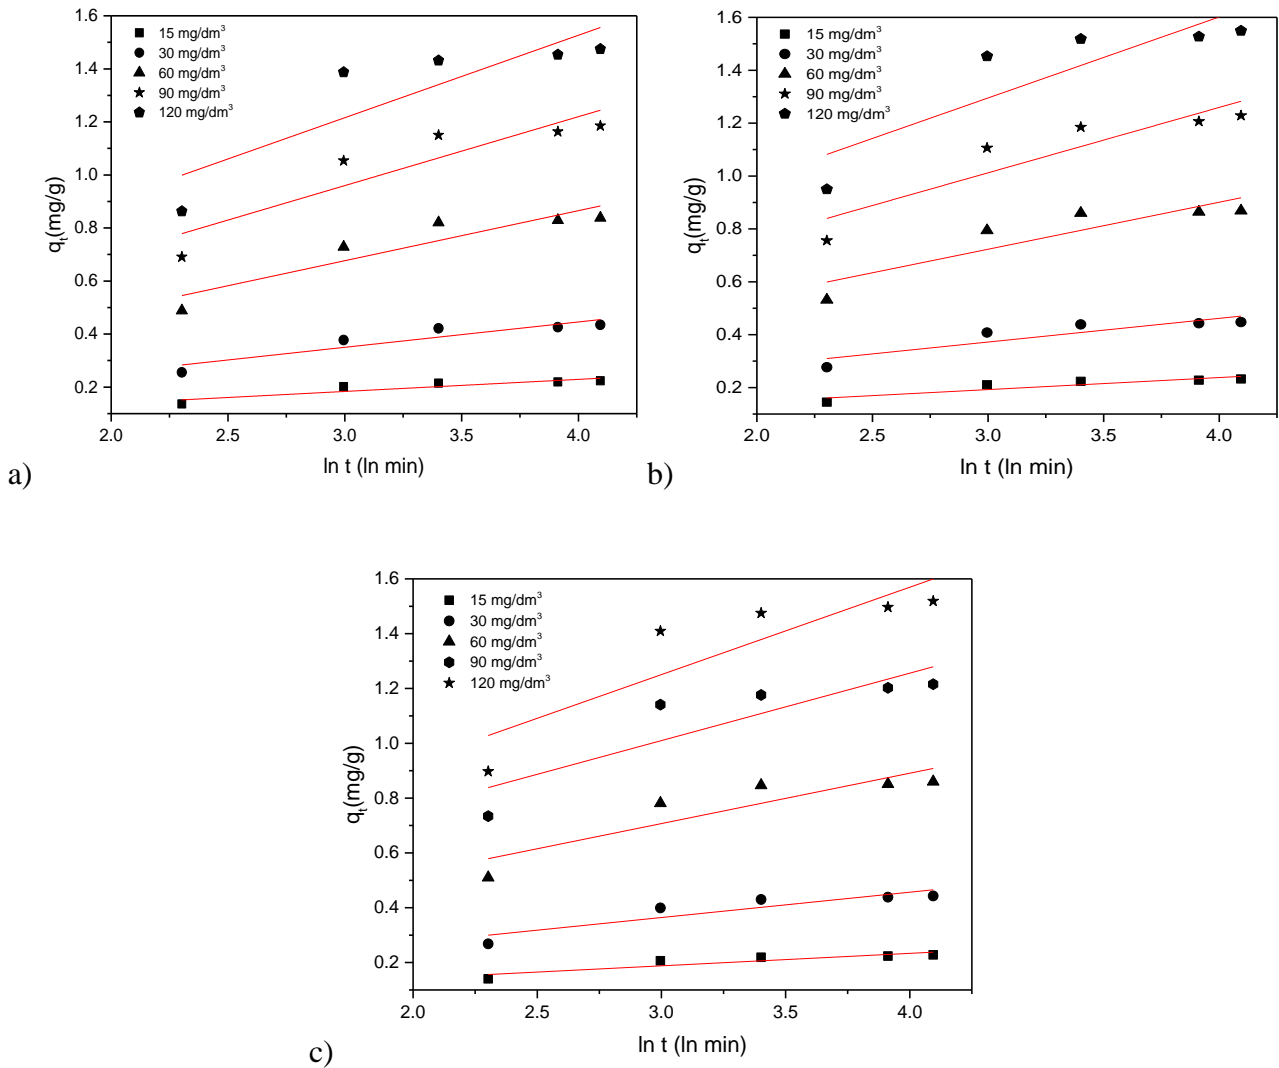 1.6
1.4
1.2
1.0
0.8
0.6
0.4
0.2
qt(mg/g)
15 mg/dm³
30 mg/dm³
60 mg/dm³
90 mg/dm³
120 mg/dm³
2.0 2.5 3.0 3.5 4.0
ln t (ln min)
a)
1.6
1.4
1.2
1.0
0.8
0.6
0.4
0.2
qt(mg/g)
15 mg/dm³
30 mg/dm³
60 mg/dm³
90 mg/dm³
120 mg/dm³
2.0 2.5 3.0 3.5 4.0
ln t (ln min)
b)
1.6
1.4
1.2
1.0
0.8
0.6
0.4
0.2
qt(mg/g)
15 mg/dm³
30 mg/dm³
60 mg/dm³
90 mg/dm³
120 mg/dm³
2.0 2.5 3.0 3.5 4.0
ln t (ln min)
c)